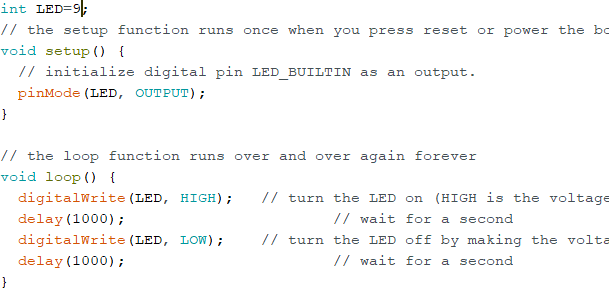 int LED=9;
// the setup function runs once when you press reset or power the bo
void setup() {
  // initialize digital pin LED_BUILTIN as an output.
  pinMode(LED, OUTPUT);
}

// the loop function runs over and over again forever
void loop() {
  digitalWrite(LED, HIGH);   // turn the LED on (HIGH is the voltage
  delay(1000);                       // wait for a second
  digitalWrite(LED, LOW);    // turn the LED off by making the volta
  delay(1000);                       // wait for a second
}